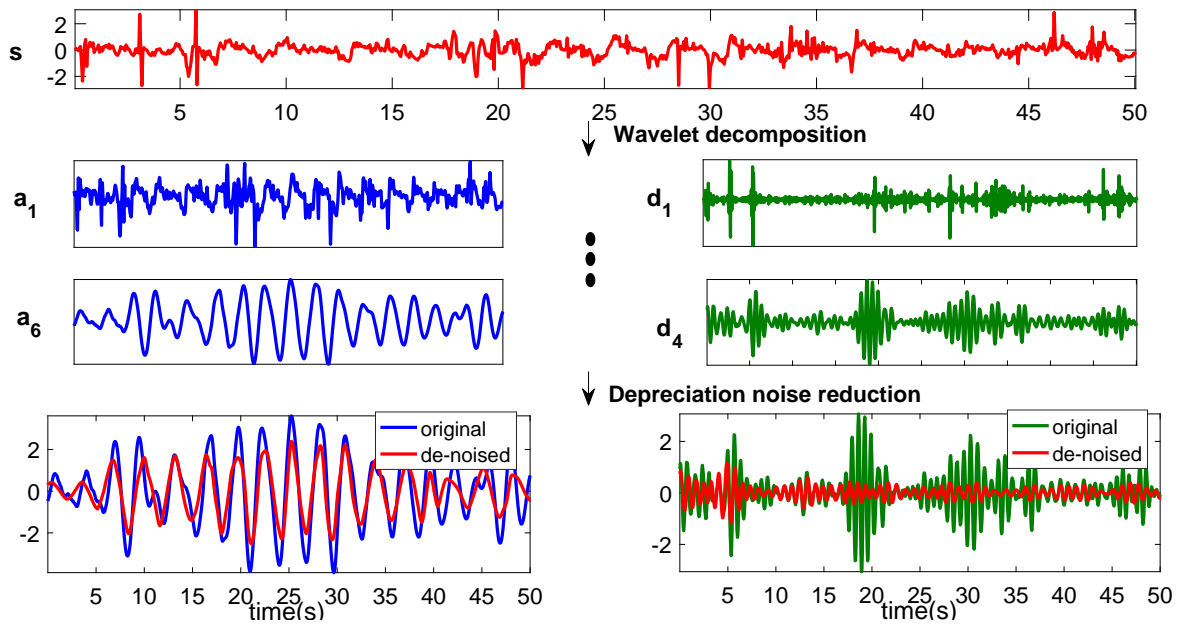 s
2
0
-2
5 10 15 20 25 30 35 40 45 50
Wavelet decomposition
a1
d1
a6
d4
Depreciation noise reduction
2
0
-2
original
de-noised
5 10 15 20 25 30 35 40 45 50
time(s)
2
0
-2
original
de-noised
5 10 15 20 25 30 35 40 45 50
time(s)